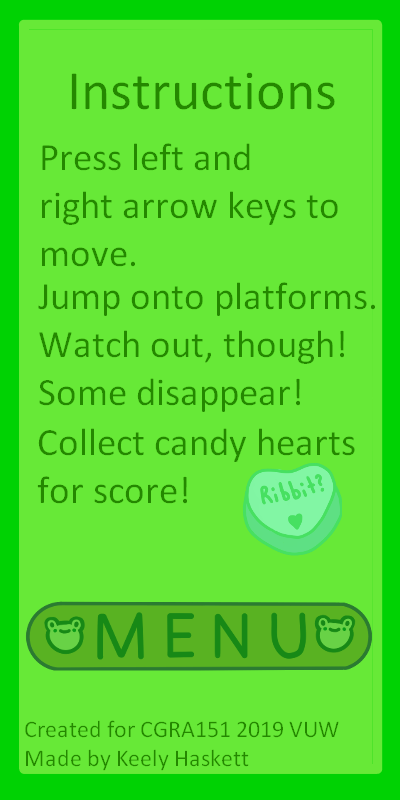 Instructions
Press left and
right arrow keys to
move.
Jump onto platforms.
Watch out, though!
Some disappear!
Collect candy hearts
for score!
Ribbit?
MENU
Created for CGRA151 2019 VUW
Made by Keely Haskett